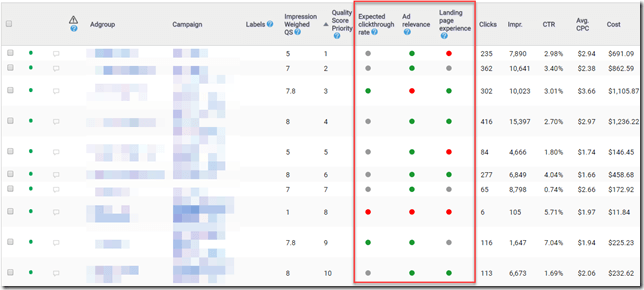 Adgroup Campaign Labels Impression Weighed QS Quality Score Priority Expected clickthrough rate Ad relevance Landing page experience Clicks Impr. CTR Avg. CPC Cost
5 1 235 7,890 2.98% $2.94 $691.09
7 2 362 10,641 3.40% $2.38 $862.59
7.8 3 302 10,023 3.01% $3.66 $1,105.87
8 4 416 15,397 2.70% $2.97 $1,236.22
5 5 84 4,666 1.80% $1.74 $146.45
8 6 277 6,849 4.04% $1.66 $458.68
7 7 65 8,798 0.74% $2.66 $172.92
1 8 6 105 5.71% $1.97 $11.84
7.8 9 116 1,647 7.04% $1.94 $225.23
8 10 113 6,673 1.69% $2.06 $232.62